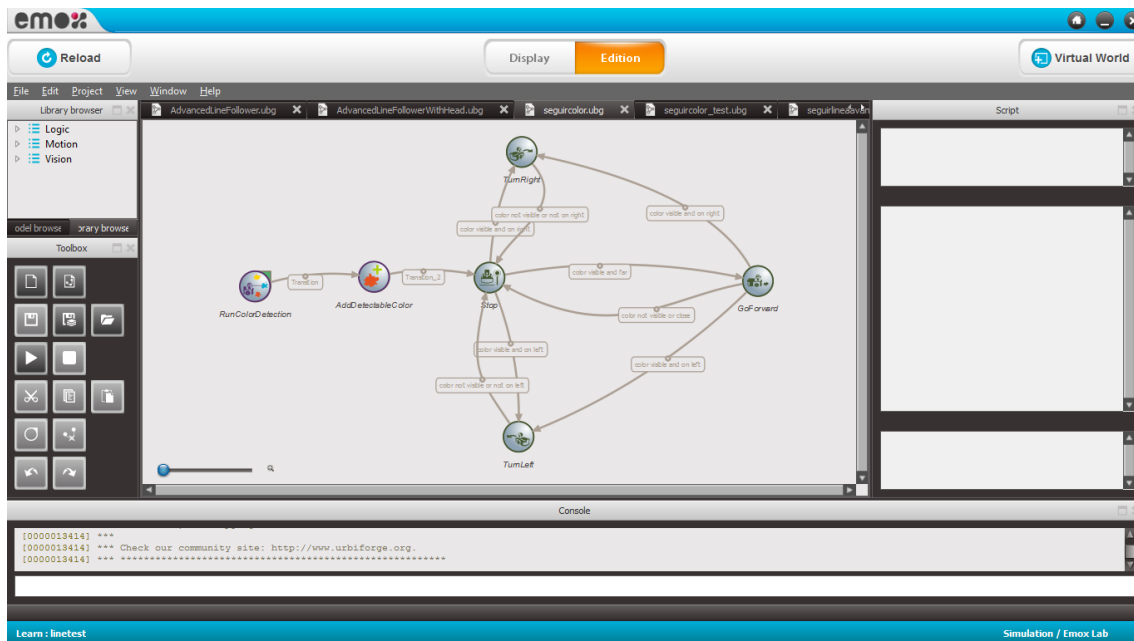 emox
Reload
Display
Edition
Virtual World
File Edit Project View Window Help
Library browser
AdvancedLineFollower.ubg
AdvancedLineFollowerWithHead.ubg
seguircolor.ubg
seguircolor_test.ubg
Script
Logic
Motion
Vision
odel browse
Toolbox
TurnRight
color not visible or not on right
color visible and on right
color visible and on right
RunColorDetection
Transition
AddDetectableColor
Transition_2
Stop
color visible and far
color not visible or close
GoForward
color visible and on left
color visible and on left
color not visible or not on left
TurnLeft
Console
[0000013414] ***
[0000013414] *** Check our community site: http://www.urbiforge.org.
[0000013414] *** ********************************************************
Learn : linetest
Simulation / Emox Lab